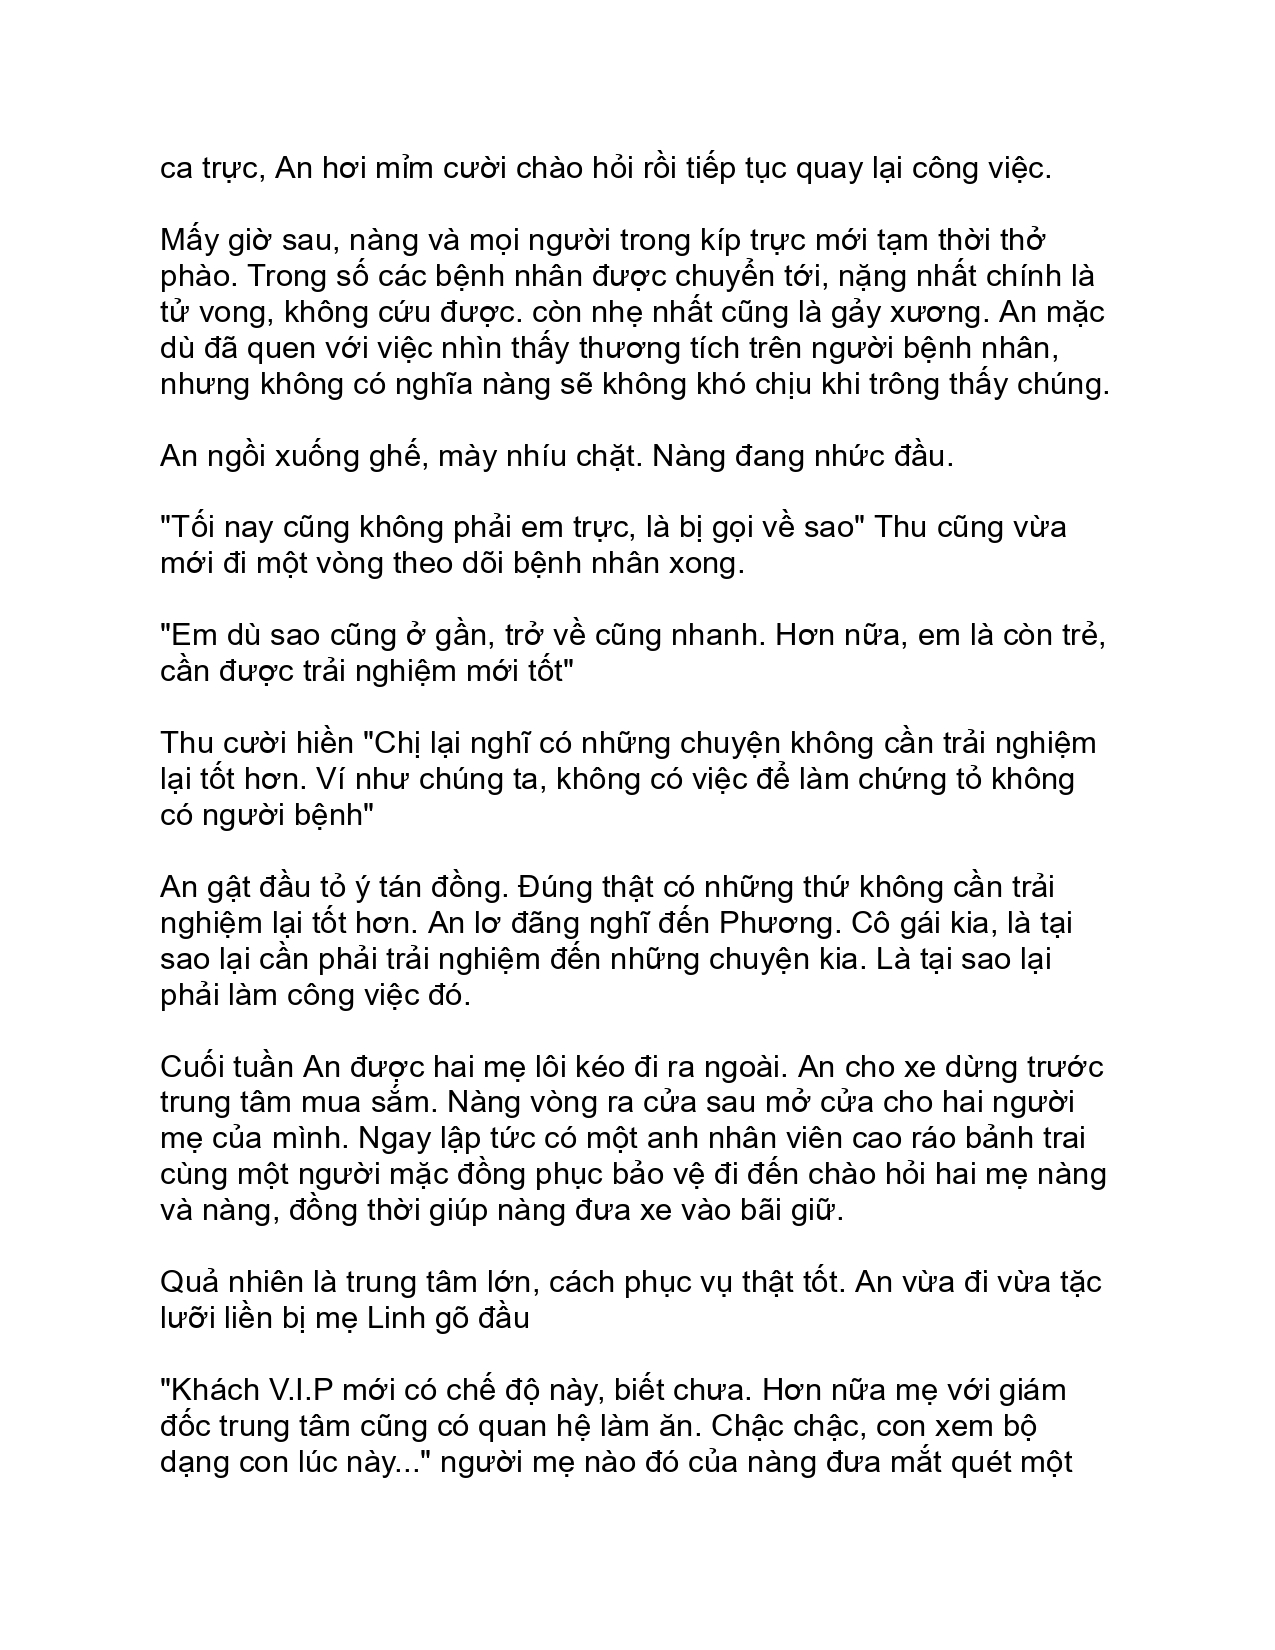 ca trực, An hơi mỉm cười chào hỏi rồi tiếp tục quay lại công việc.
Mấy giờ sau, nàng và mọi người trong kíp trực mới tạm thời thở
phào. Trong số các bệnh nhân được chuyển tới, nặng nhất chính là
tử vong, không cứu được. còn nhẹ nhất cũng là gảy xương. An mặc
dù đã quen với việc nhìn thấy thương tích trên người bệnh nhân,
nhưng không có nghĩa nàng sẽ không khó chịu khi trông thấy chúng.
An ngồi xuống ghế, mày nhíu chặt. Nàng đang nhức đầu.
"Tối nay cũng không phải em trực, là bị gọi về sao" Thu cũng vừa
mới đi một vòng theo dõi bệnh nhân xong.
"Em dù sao cũng ở gần, trở về cũng nhanh. Hơn nữa, em là còn trẻ,
cần được trải nghiệm mới tốt"
Thu cười hiền "Chị lại nghĩ có những chuyện không cần trải nghiệm
lại tốt hơn. Ví như chúng ta, không có việc để làm chứng tỏ không
có người bệnh"
An gật đầu tỏ ý tán đồng. Đúng thật có những thứ không cần trải
nghiệm lại tốt hơn. An lơ đãng nghĩ đến Phương. Cô gái kia, là tại
sao lại cần phải trải nghiệm đến những chuyện kia. Là tại sao lại
phải làm công việc đó.
Cuối tuần An được hai mẹ lôi kéo đi ra ngoài. An cho xe dừng trước
trung tâm mua sắm. Nàng vòng ra cửa sau mở cửa cho hai người
mẹ của mình. Ngay lập tức có một anh nhân viên cao ráo bảnh trai
cùng một người mặc đồng phục bảo vệ đi đến chào hỏi hai mẹ nàng
và nàng, đồng thời giúp nàng đưa xe vào bãi giữ.
Quả nhiên là trung tâm lớn, cách phục vụ thật tốt. An vừa đi vừa tặc
lưỡi liền bị mẹ Linh gõ đầu
"Khách V.I.P mới có chế độ này, biết chưa. Hơn nữa mẹ với giám
đốc trung tâm cũng có quan hệ làm ăn. Chậc chậc, con xem bộ
dạng con lúc này..." người mẹ nào đó của nàng đưa mắt quét một